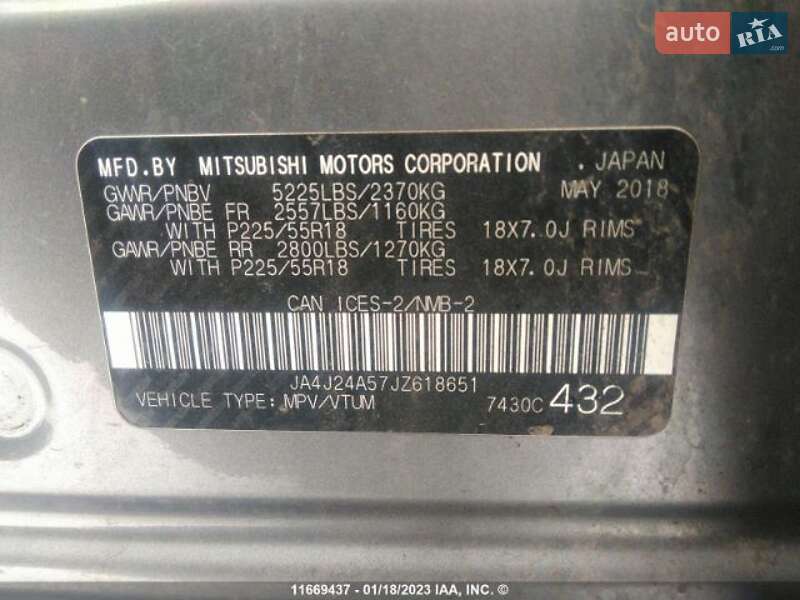 auto RIA.com
MFD.BY MITSUBISHI MOTORS CORPORATION . JAPAN
GVWR/PNBV 5225LBS/2370KG MAY 2018
GAWR/PNBE FR 2557LBS/1160KG
WITH P225/55R18 TIRES 18X7.0J RIMS
GAWR/PNBE RR 2800LBS/1270KG
WITH P225/55R18 TIRES 18X7.0J RIMS
CAN ICES-2/NMB-2
JA4J24A57JZ618651
VEHICLE TYPE:MPV/VTUM 7430C 432
11669437 - 01/18/2023 IAA, INC. ©